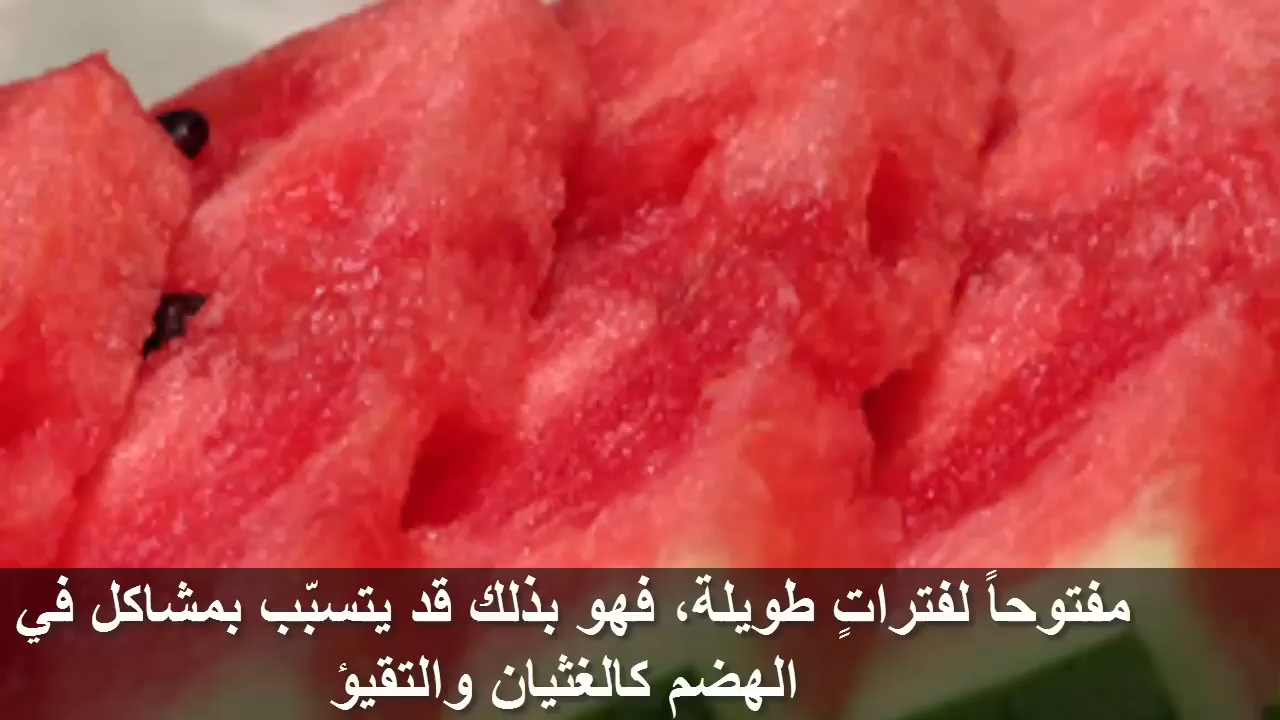 مفتوحاً لفتراتٍ طويلة، فهو بذلك قد يتسبّب بمشاكل في
الهضم كالغثيان والتقيؤ